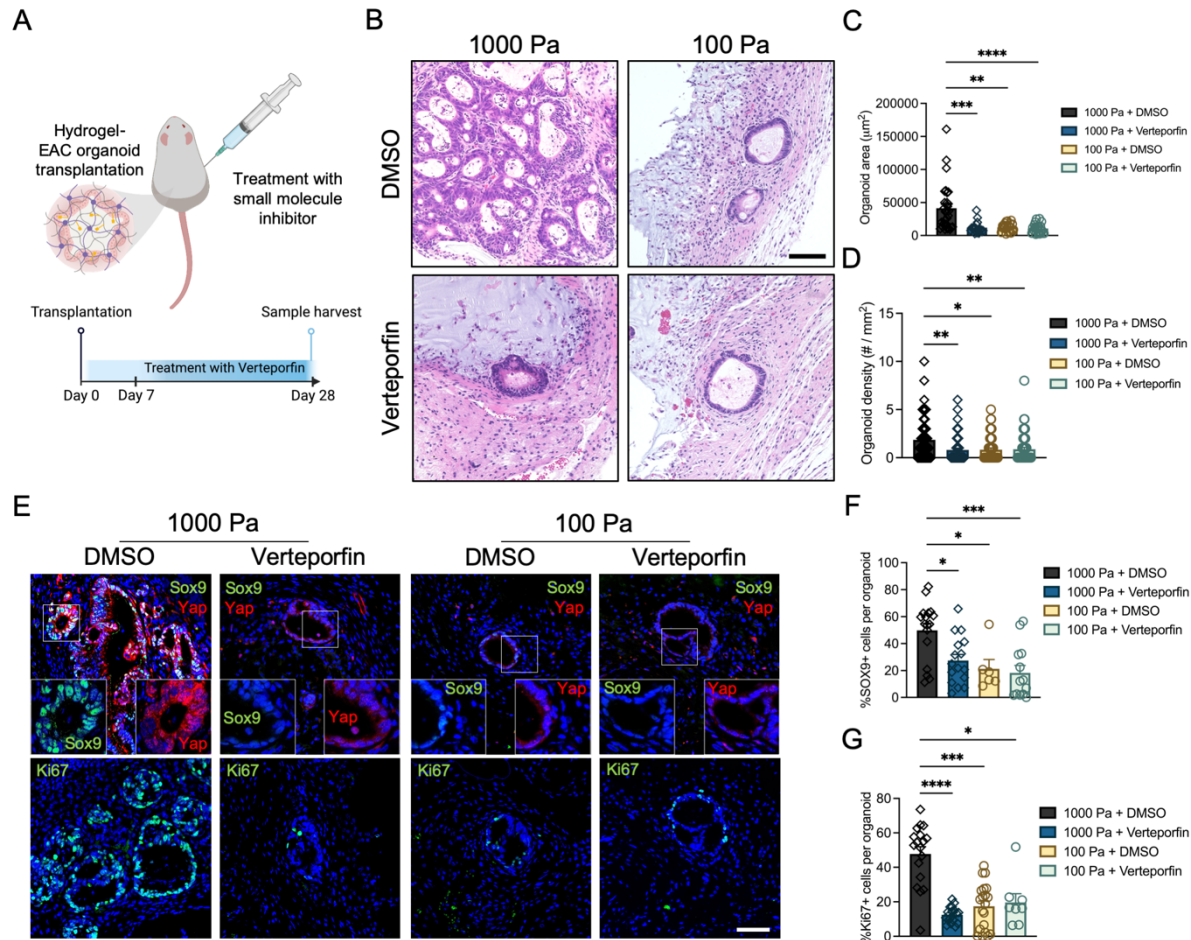 A
Hydrogel-
EAC organoid
transplantation
Treatment with
small molecule
inhibitor
Transplantation
Sample harvest
Treatment with Verteporfin
Day 0
Day 7
Day 28
B
1000 Pa
100 Pa
DMSO
Verteporfin
C
****
**
***
Organoid area (μm²)
200000
150000
100000
50000
0
1000 Pa + DMSO
1000 Pa + Verteporfin
100 Pa + DMSO
100 Pa + Verteporfin
D
**
*
**
Organoid density (# / mm²)
15
10
5
0
1000 Pa + DMSO
1000 Pa + Verteporfin
100 Pa + DMSO
100 Pa + Verteporfin
E
1000 Pa
100 Pa
DMSO
Verteporfin
DMSO
Verteporfin
Sox9
Yap
Sox9
Yap
Sox9
Yap
Sox9
Yap
Sox9
Yap
Sox9
Yap
Sox9
Yap
Sox9
Yap
Ki67
Ki67
Ki67
Ki67
F
***
*
*
%SOX9+ cells per organoid
100
80
60
40
20
0
1000 Pa + DMSO
1000 Pa + Verteporfin
100 Pa + DMSO
100 Pa + Verteporfin
G
*
***
****
%Ki67+ cells per organoid
80
60
40
20
0
1000 Pa + DMSO
1000 Pa + Verteporfin
100 Pa + DMSO
100 Pa + Verteporfin